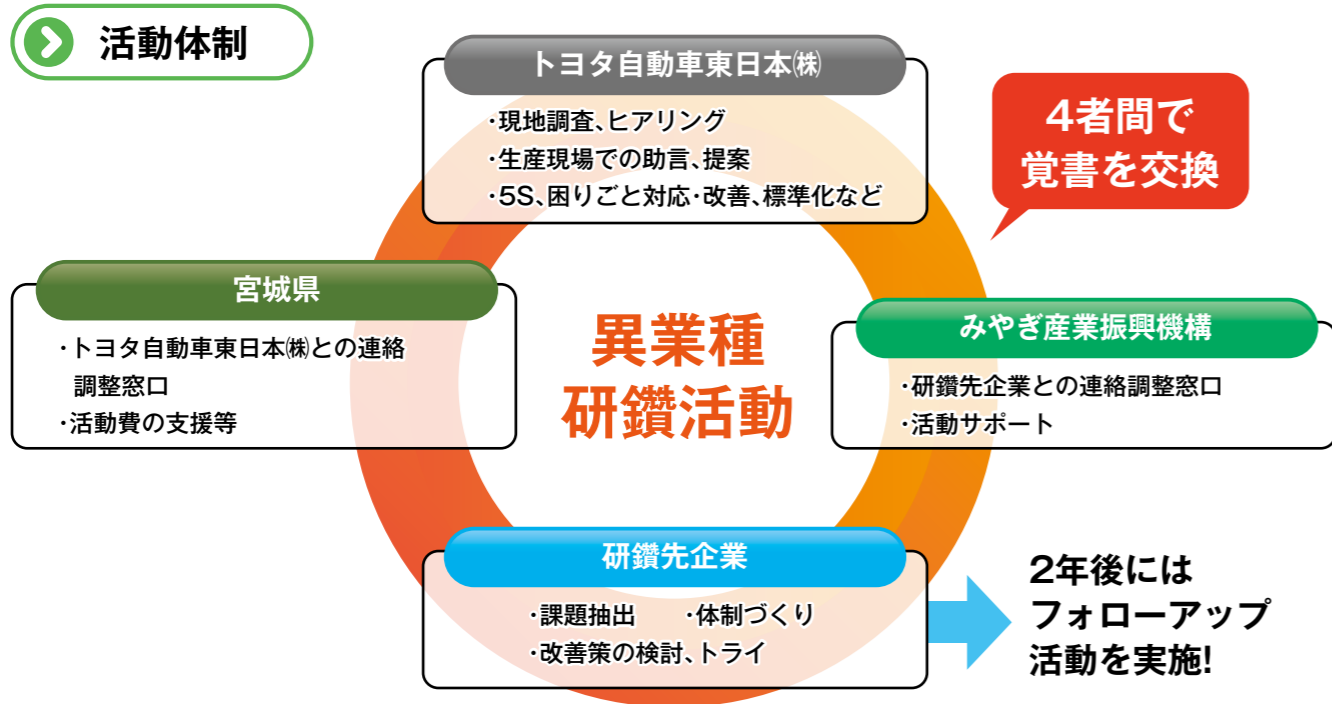 活動体制
トヨタ自動車東日本㈱
・現地調査、ヒアリング
・生産現場での助言、提案
・5S、困りごと対応・改善、標準化など
4者間で
覚書を交換
宮城県
・トヨタ自動車東日本㈱との連絡
調整窓口
・活動費の支援等
異業種
研鑽活動
みやぎ産業振興機構
・研鑽先企業との連絡調整窓口
・活動サポート
研鑽先企業
・課題抽出　・体制づくり
・改善策の検討、トライ
2年後には
フォローアップ
活動を実施!